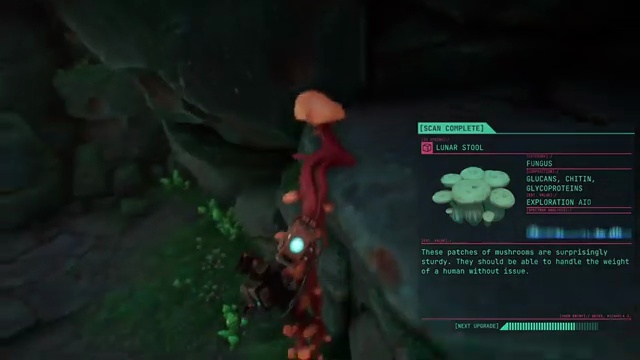 [SCAN COMPLETE]
LUNAR STOOL
FUNGUS
GLUCANS, CHITIN,
GLYCOPROTEINS
EXPLORATION AID
These patches of mushrooms are surprisingly
sturdy. They should be able to handle the weight
of a human without issue.
[NEXT UPGRADE]